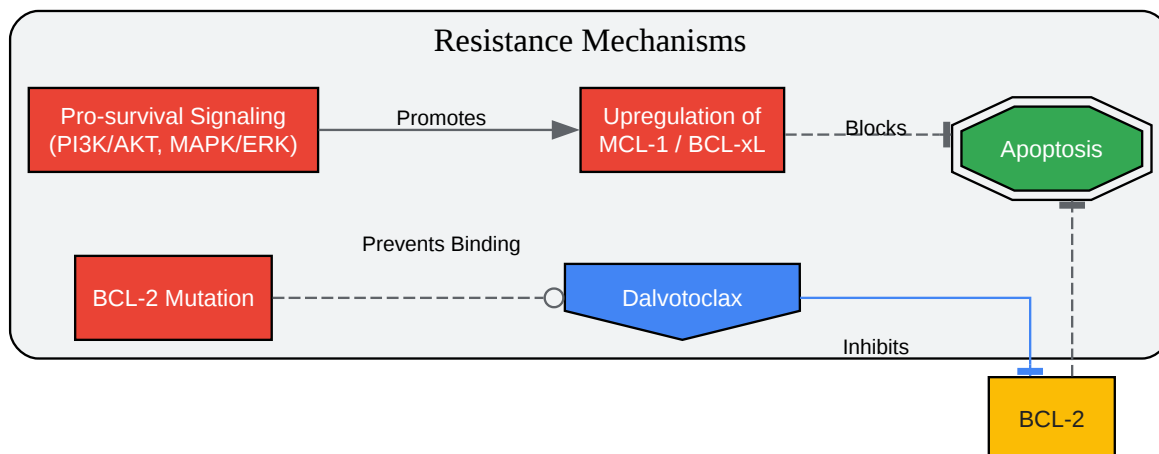 Resistance Mechanisms
Pro-survival Signaling
(PI3K/AKT, MAPK/ERK)
Promotes
Upregulation of
MCL-1 / BCL-xL
Blocks
Apoptosis
Prevents Binding
BCL-2 Mutation
Dalvotoclax
Inhibits
BCL-2